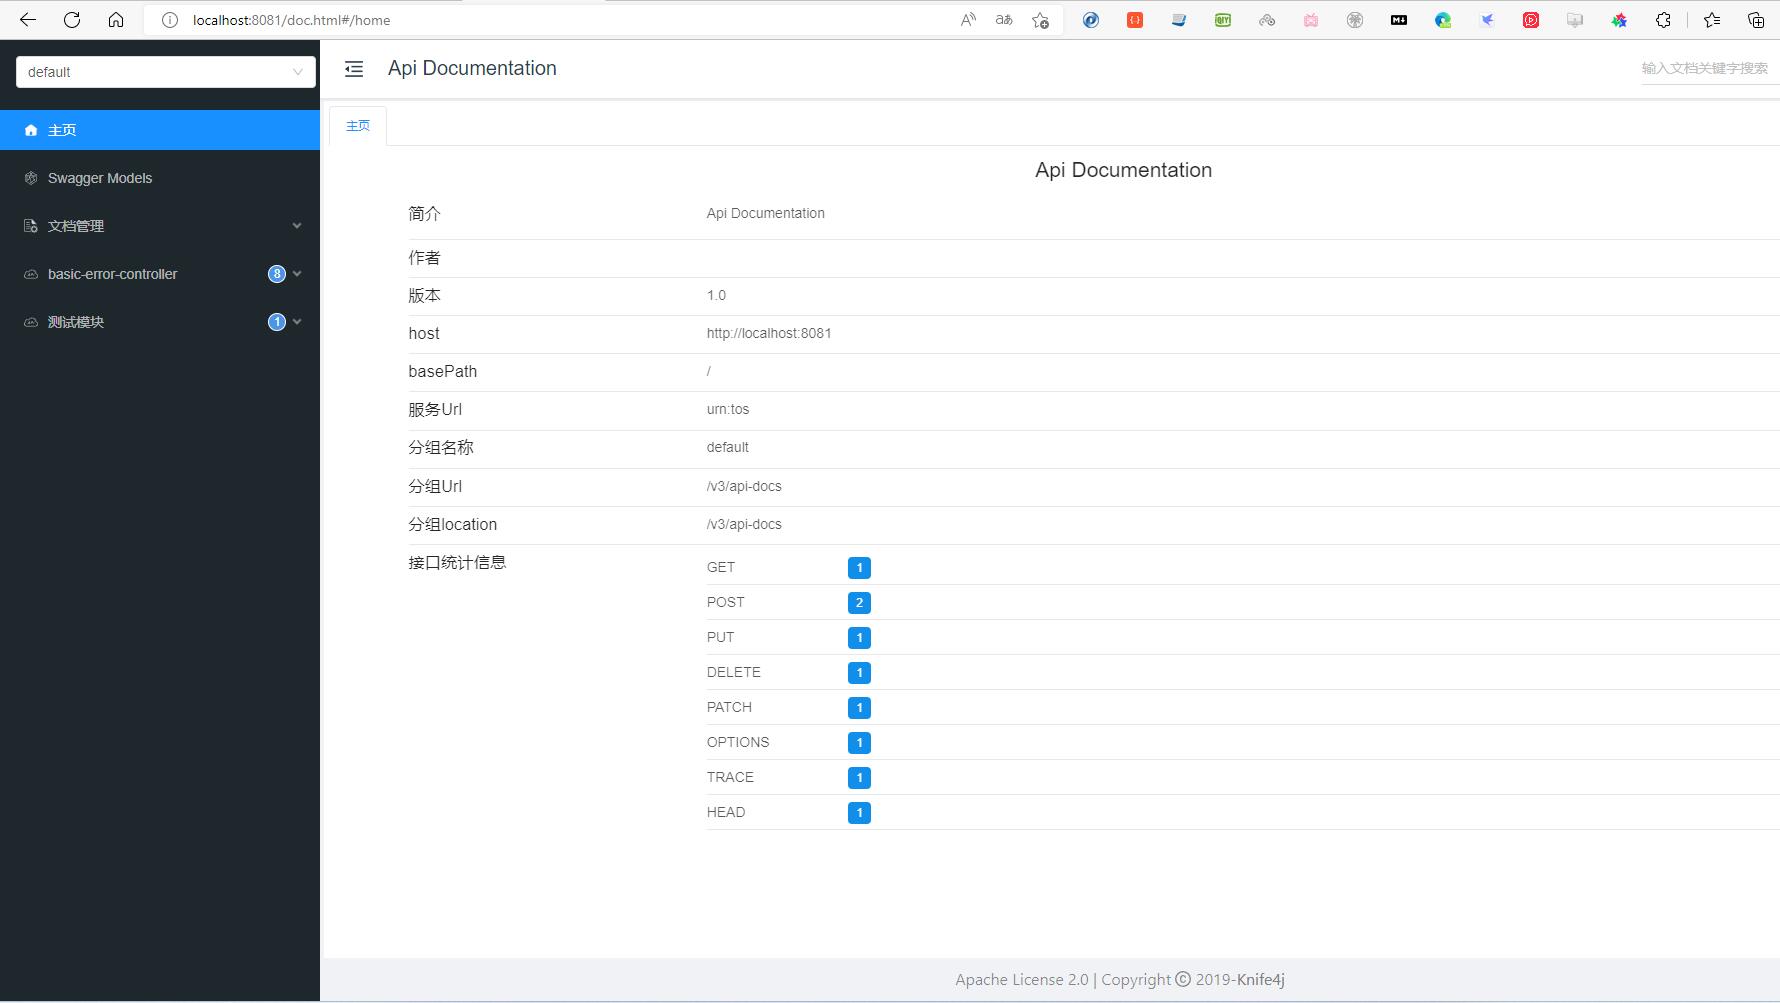 localhost:8081/doc.html#/home
default
Api Documentation
输入文档关键字搜索
主页
主页
Swagger Models
文档管理
basic-error-controller 8
测试模块 1
Api Documentation
简介 Api Documentation
作者
版本 1.0
host http://localhost:8081
basePath /
服务Url urn:tos
分组名称 default
分组Url /v3/api-docs
分组location /v3/api-docs
接口统计信息
GET 1
POST 2
PUT 1
DELETE 1
PATCH 1
OPTIONS 1
TRACE 1
HEAD 1
Apache License 2.0 | Copyright © 2019-Knife4j